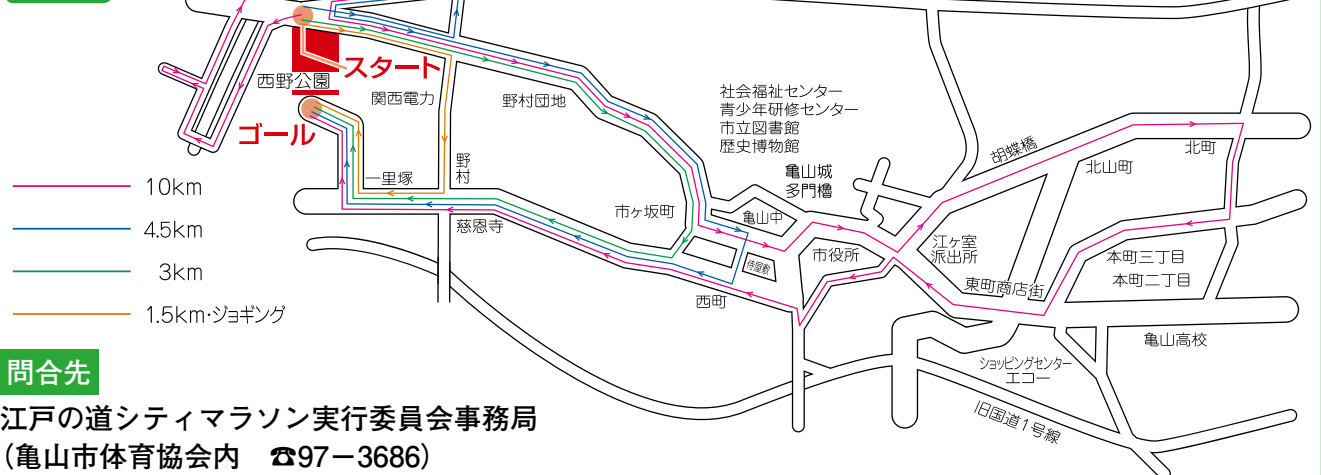 スタート
西野公園
関西電力
野村団地
ゴール
社会福祉センター
青少年研修センター
市立図書館
歴史博物館
亀山城
多門櫓
胡蝶橋
北山町
北町
野村
一里塚
慈恩寺
市ヶ坂町
亀山中
侍屋敷
市役所
江ヶ室
派出所
本町三丁目
本町二丁目
東町商店街
西町
亀山高校
ショッピングセンター
エコー
旧国道1号線
10km
4.5km
3km
1.5km・ジョギング
問合先
江戸の道シティマラソン実行委員会事務局
(亀山市体育協会内 ☎97－3686)